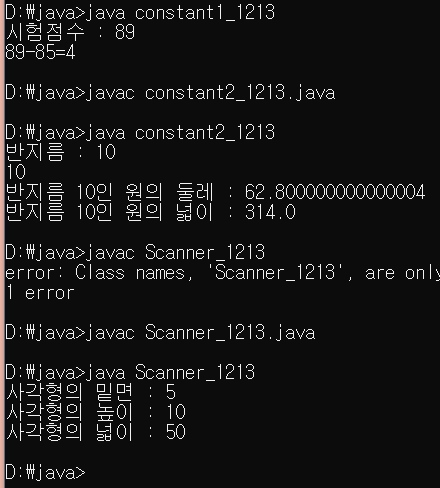 D:₩java>java constant1_1213
시험점수 : 89
89-85=4
D:₩java>javac constant2_1213.java
D:₩java>java constant2_1213
반지름 : 10
10
반지름 10인 원의 둘레 : 62.800000000000004
반지름 10인 원의 넓이 : 314.0
D:₩java>javac Scanner_1213
error: Class names, 'Scanner_1213', are only
1 error
D:₩java>javac Scanner_1213.java
D:₩java>java Scanner_1213
사각형의 밑면 : 5
사각형의 높이 : 10
사각형의 넓이 : 50
D:₩java>